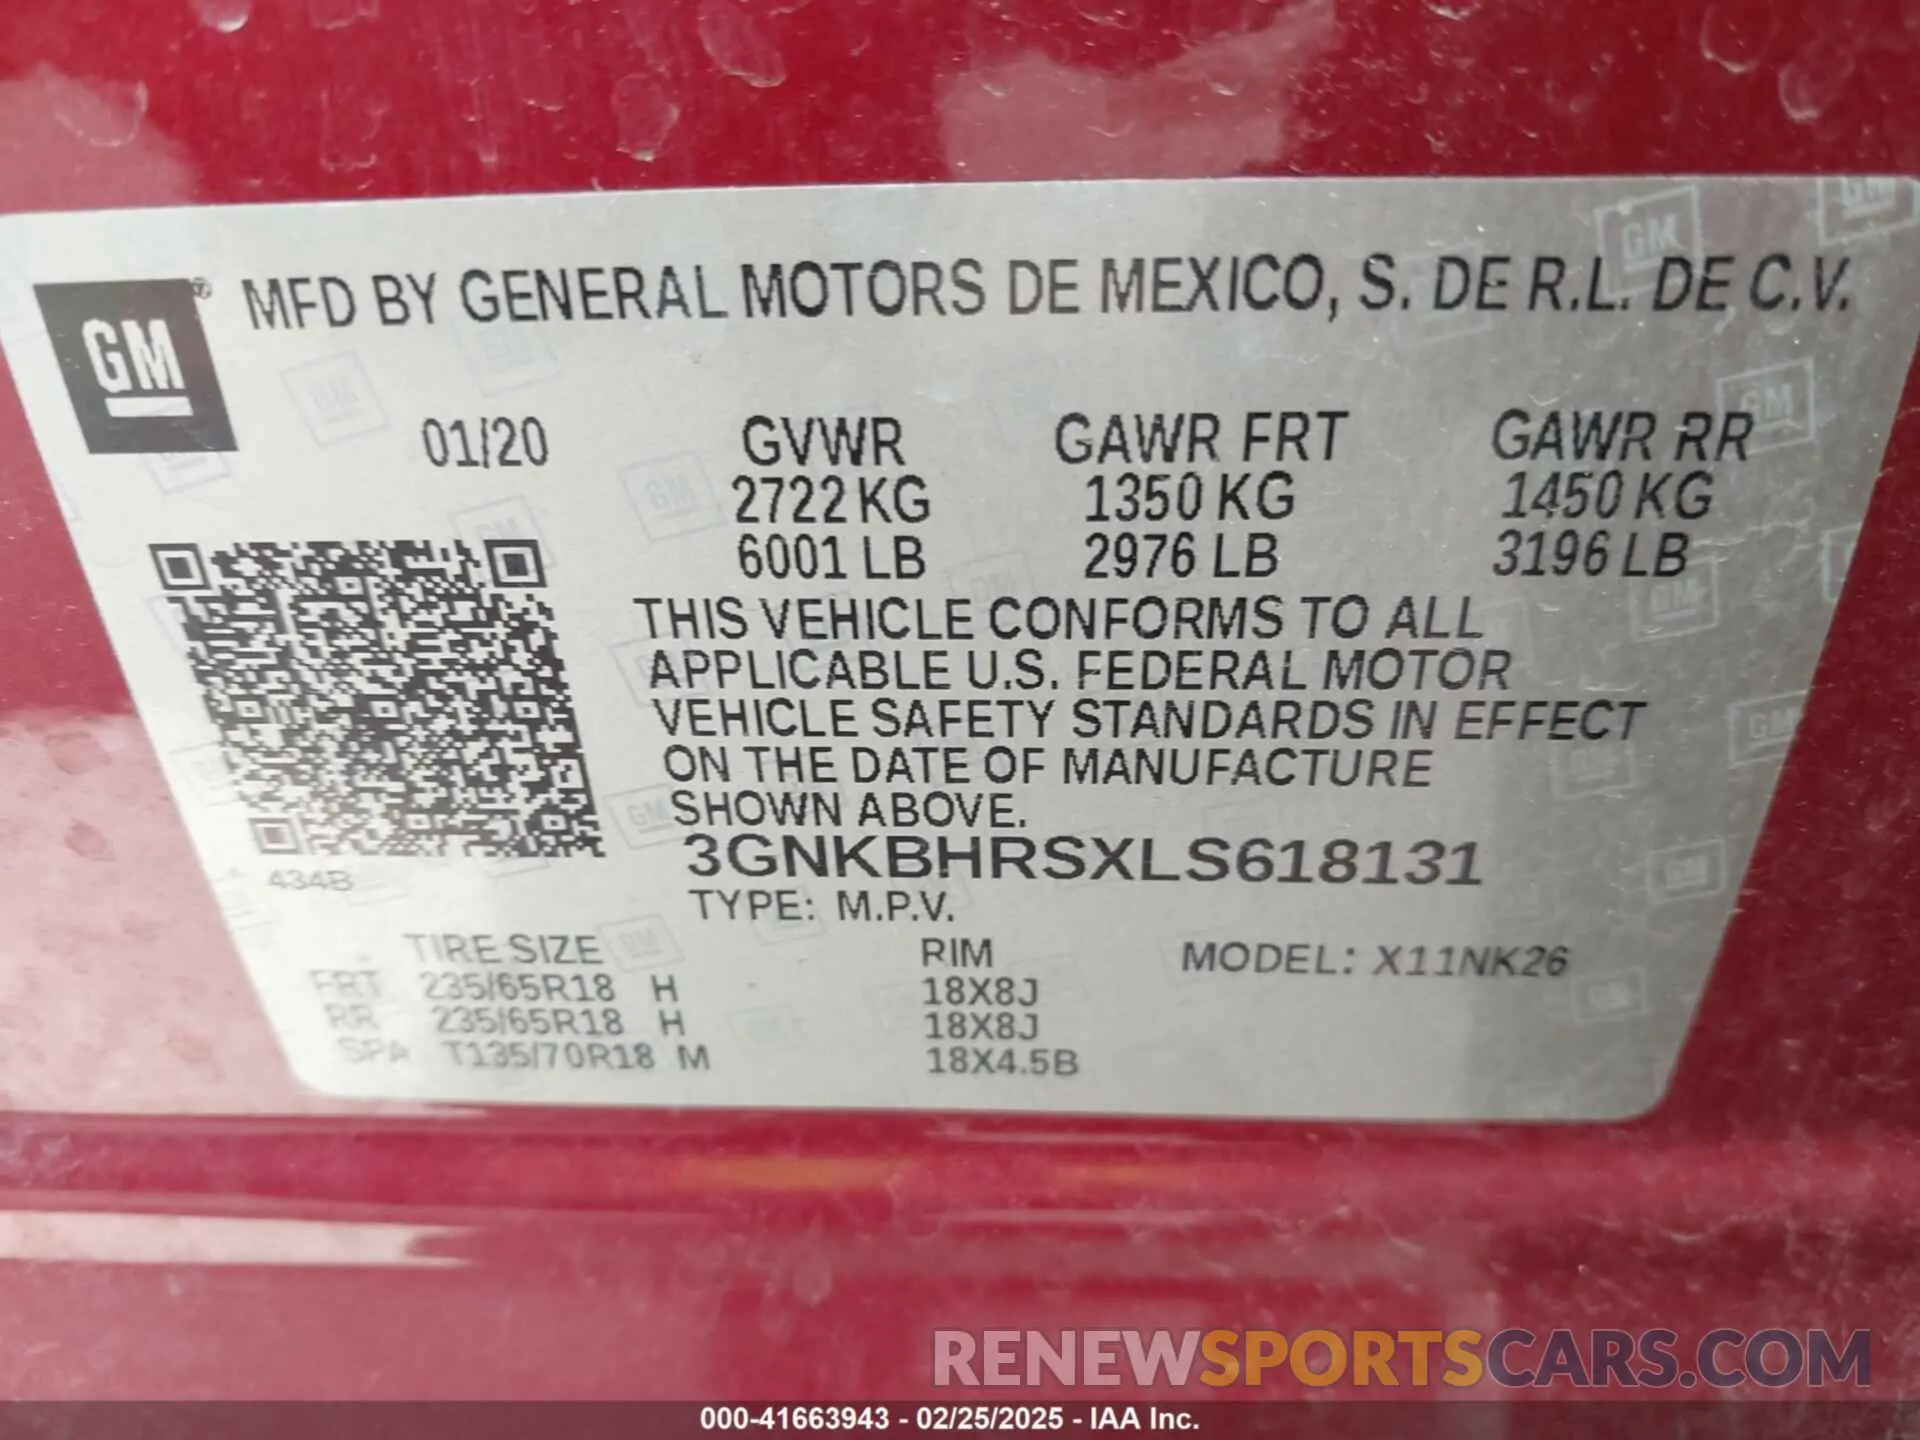 GM ® MFD BY GENERAL MOTORS DE MEXICO, S. DE R.L. DE C.V.
01/20 GVWR GAWR FRT GAWR RR
2722 KG 1350 KG 1450 KG
6001 LB 2976 LB 3196 LB
THIS VEHICLE CONFORMS TO ALL
APPLICABLE U.S. FEDERAL MOTOR
VEHICLE SAFETY STANDARDS IN EFFECT
ON THE DATE OF MANUFACTURE
SHOWN ABOVE.
3GNKBHRSXLS618131
434B
TYPE: M.P.V.
TIRE SIZE RIM MODEL: X11NK26
FRT 235/65R18 H 18X8J
RR 235/65R18 H 18X8J
SPA T135/70R18 M 18X4.5B
RENEWSPORTSCARS.COM
000-41663943 - 02/25/2025 - IAA Inc.